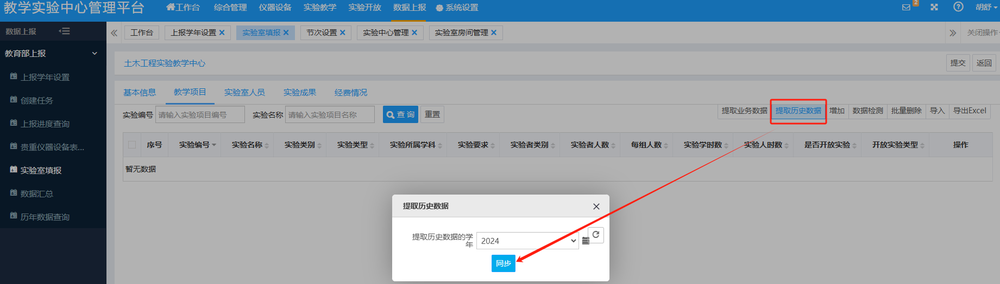 教学实验中心管理平台
工作台 综合管理 仪器设备 实验教学 实验开放 数据上报 系统设置 2 胡舒
数据上报
工作台 上报学年设置 实验室填报 节次设置 实验中心管理 实验室房间管理 关闭操作
教育部上报
上报学年设置
创建任务
上报进度查询
贵重仪器设备表...
实验室填报
数据汇总
历年数据查询
土木工程实验教学中心 提交 返回
基本信息 教学项目 实验室人员 实验成果 经费情况
实验编号 请输入实验项目编号 实验名称 请输入实验项目名称 查 询 重置
提取业务数据 提取历史数据 增加 数据检测 批量删除 导入 导出Excel
序号 实验编号 实验名称 实验类别 实验类型 实验所属学科 实验要求 实验者类别 实验者人数 每组人数 实验学时数 实验人时数 是否开放实验 开放实验类型 操作
暂无数据
提取历史数据
提取历史数据的学
年
2024
同步